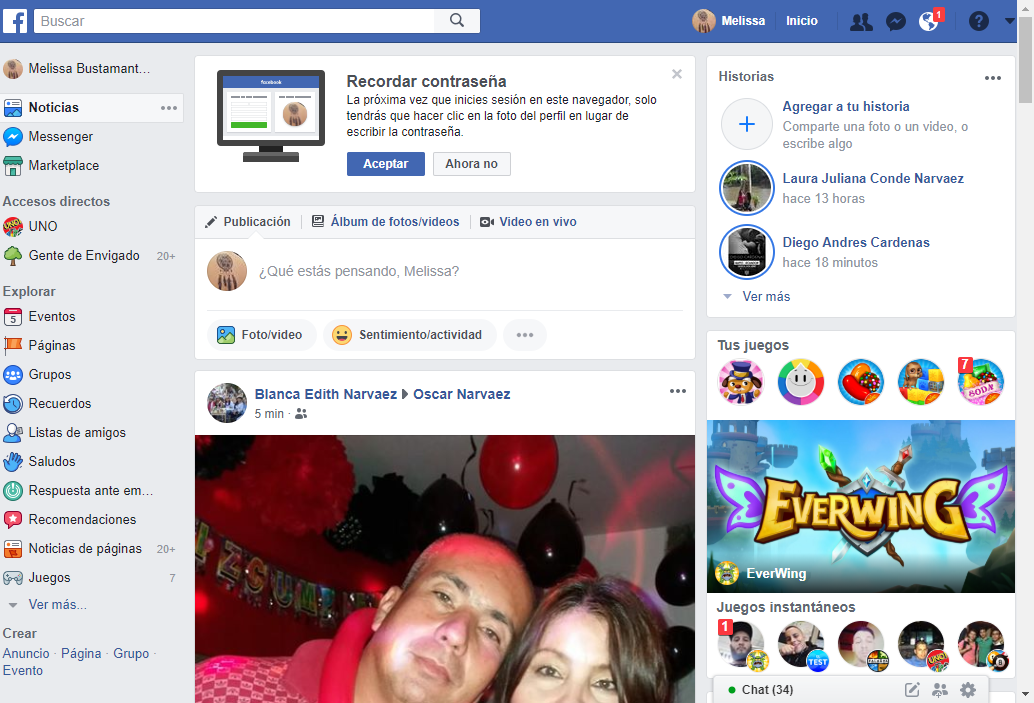 Buscar
Melissa
Inicio
1
Melissa Bustamant...
Noticias
Messenger
Marketplace
Accesos directos
UNO
Gente de Envigado 20+
Explorar
5
Eventos
Páginas
Grupos
Recuerdos
Listas de amigos
Saludos
Respuesta ante em...
Recomendaciones
Noticias de páginas 20+
Juegos 7
Ver más...
Crear
Anuncio · Página · Grupo ·
Evento
facebook
Recordar contraseña
La próxima vez que inicies sesión en este navegador, solo
tendrás que hacer clic en la foto del perfil en lugar de
escribir la contraseña.
Aceptar
Ahora no
Publicación
Álbum de fotos/videos
Video en vivo
¿Qué estás pensando, Melissa?
Foto/video
Sentimiento/actividad
Blanca Edith Narvaez
Oscar Narvaez
5 min ·
Historias
Agregar a tu historia
Comparte una foto o un video, o
escribe algo
Laura Juliana Conde Narvaez
hace 13 horas
Diego Andres Cardenas
hace 18 minutos
Ver más
Tus juegos
7
SODA
EVERWING
EverWing
Juegos instantáneos
1
TEST
UNO
8
Chat (34)